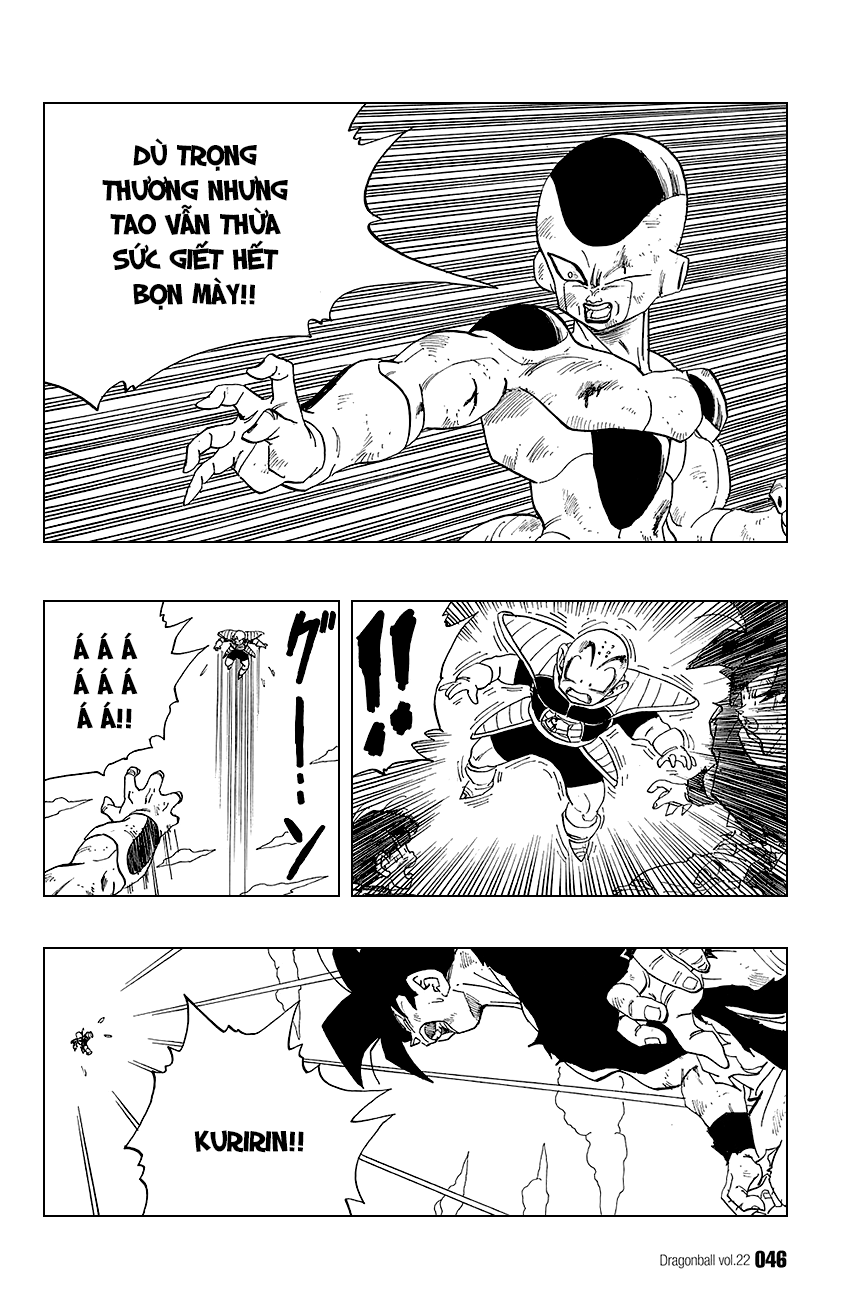 DÙ TRỌNG
THƯƠNG NHƯNG
TAO VẪN THỪA
SỨC GIẾT HẾT
BỌN MÀY!!
!!
Á Á Á
Á Á Á
Á Á!!
グーーン
KURIRIN!!
Dragonball vol.22 046